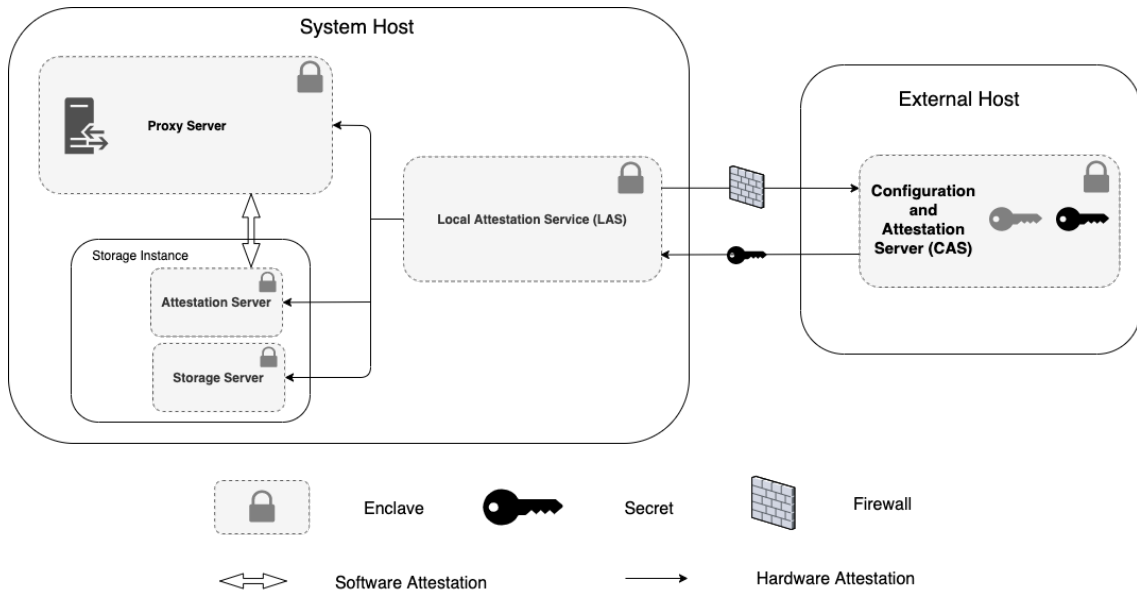 System Host
Proxy Server
Storage Instance
Attestation Server
Storage Server
Local Attestation Service (LAS)
External Host
Configuration
and
Attestation
Server (CAS)
Enclave
Secret
Firewall
Software Attestation
Hardware Attestation